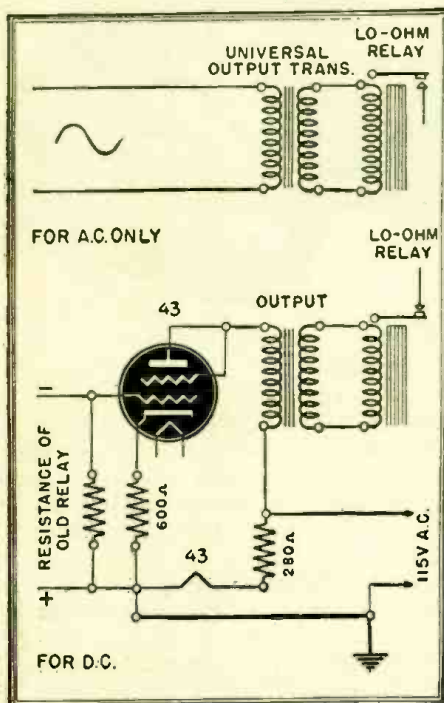 UNIVERSAL
OUTPUT TRANS.
LO-OHM
RELAY
FOR A.C. ONLY
LO-OHM
RELAY
43
OUTPUT
–
RESISTANCE OF
OLD RELAY
600Ω
43
280Ω
115V A.C.
+
FOR D.C.